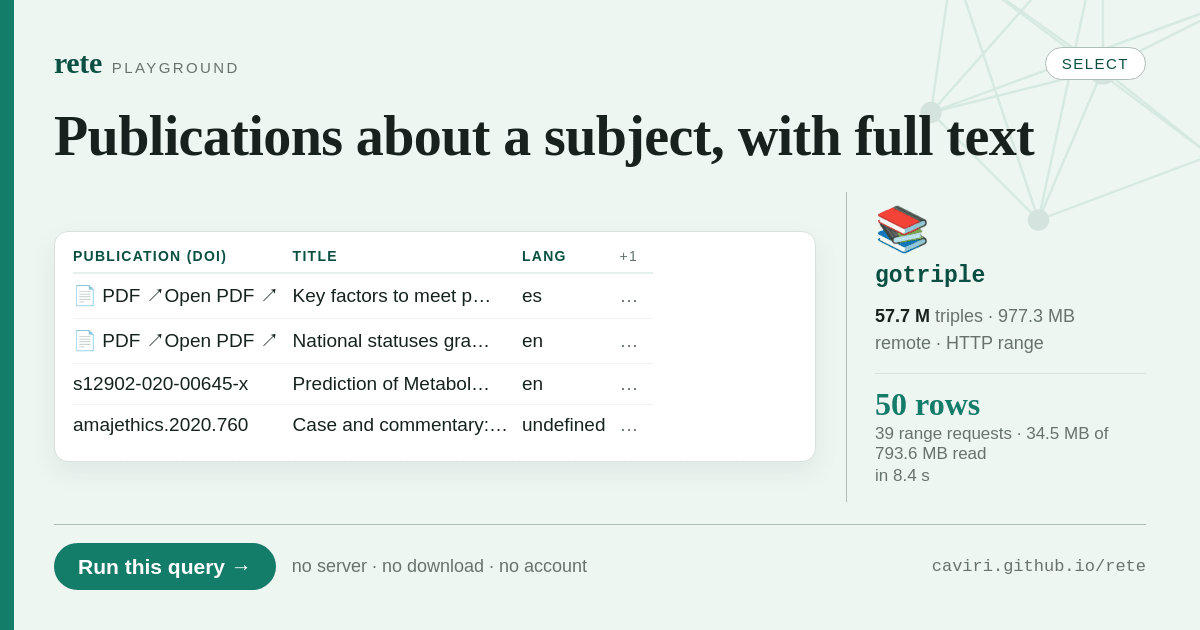 rete PLAYGROUND
SELECT
Publications about a subject, with full text
PUBLICATION (DOI) TITLE LANG +1
PDF ↗Open PDF ↗ Key factors to meet p… es …
PDF ↗Open PDF ↗ National statuses gra… en …
s12902-020-00645-x Prediction of Metabol… en …
amajethics.2020.760 Case and commentary:… undefined …
gotriple
57.7 M triples · 977.3 MB
remote · HTTP range
50 rows
39 range requests · 34.5 MB of
793.6 MB read
in 8.4 s
Run this query →
no server · no download · no account
caviri.github.io/rete